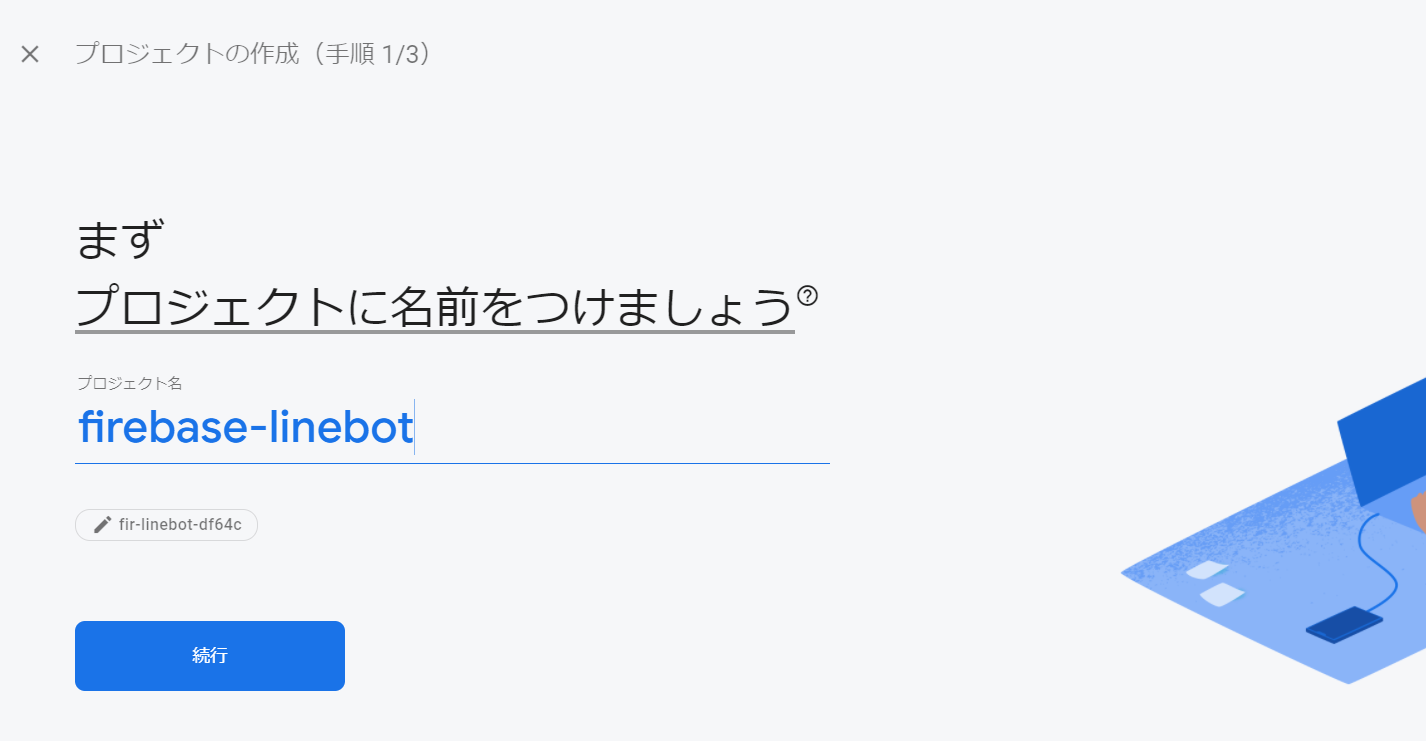 プロジェクトの作成（手順 1/3）
まず
プロジェクトに名前をつけましょう
プロジェクト名
firebase-linebot
fir-linebot-df64c
続行